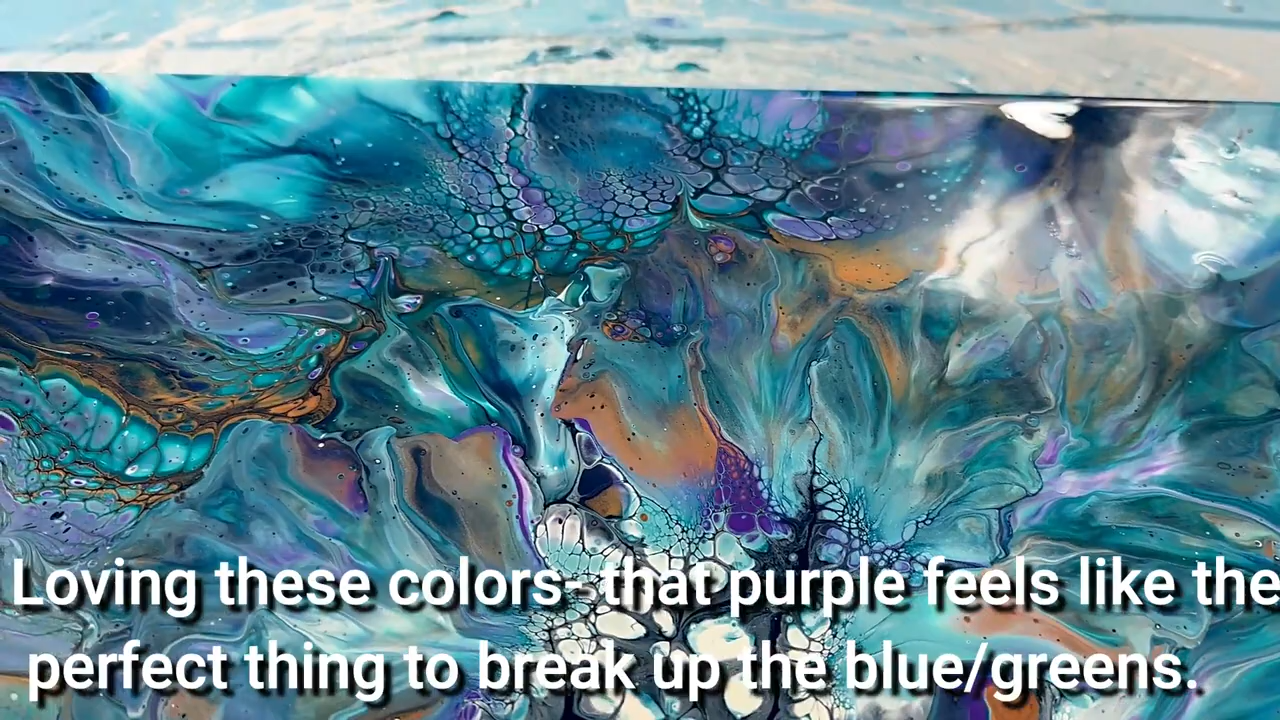 Loving these colors- that purple feels like the
perfect thing to break up the blue/greens.